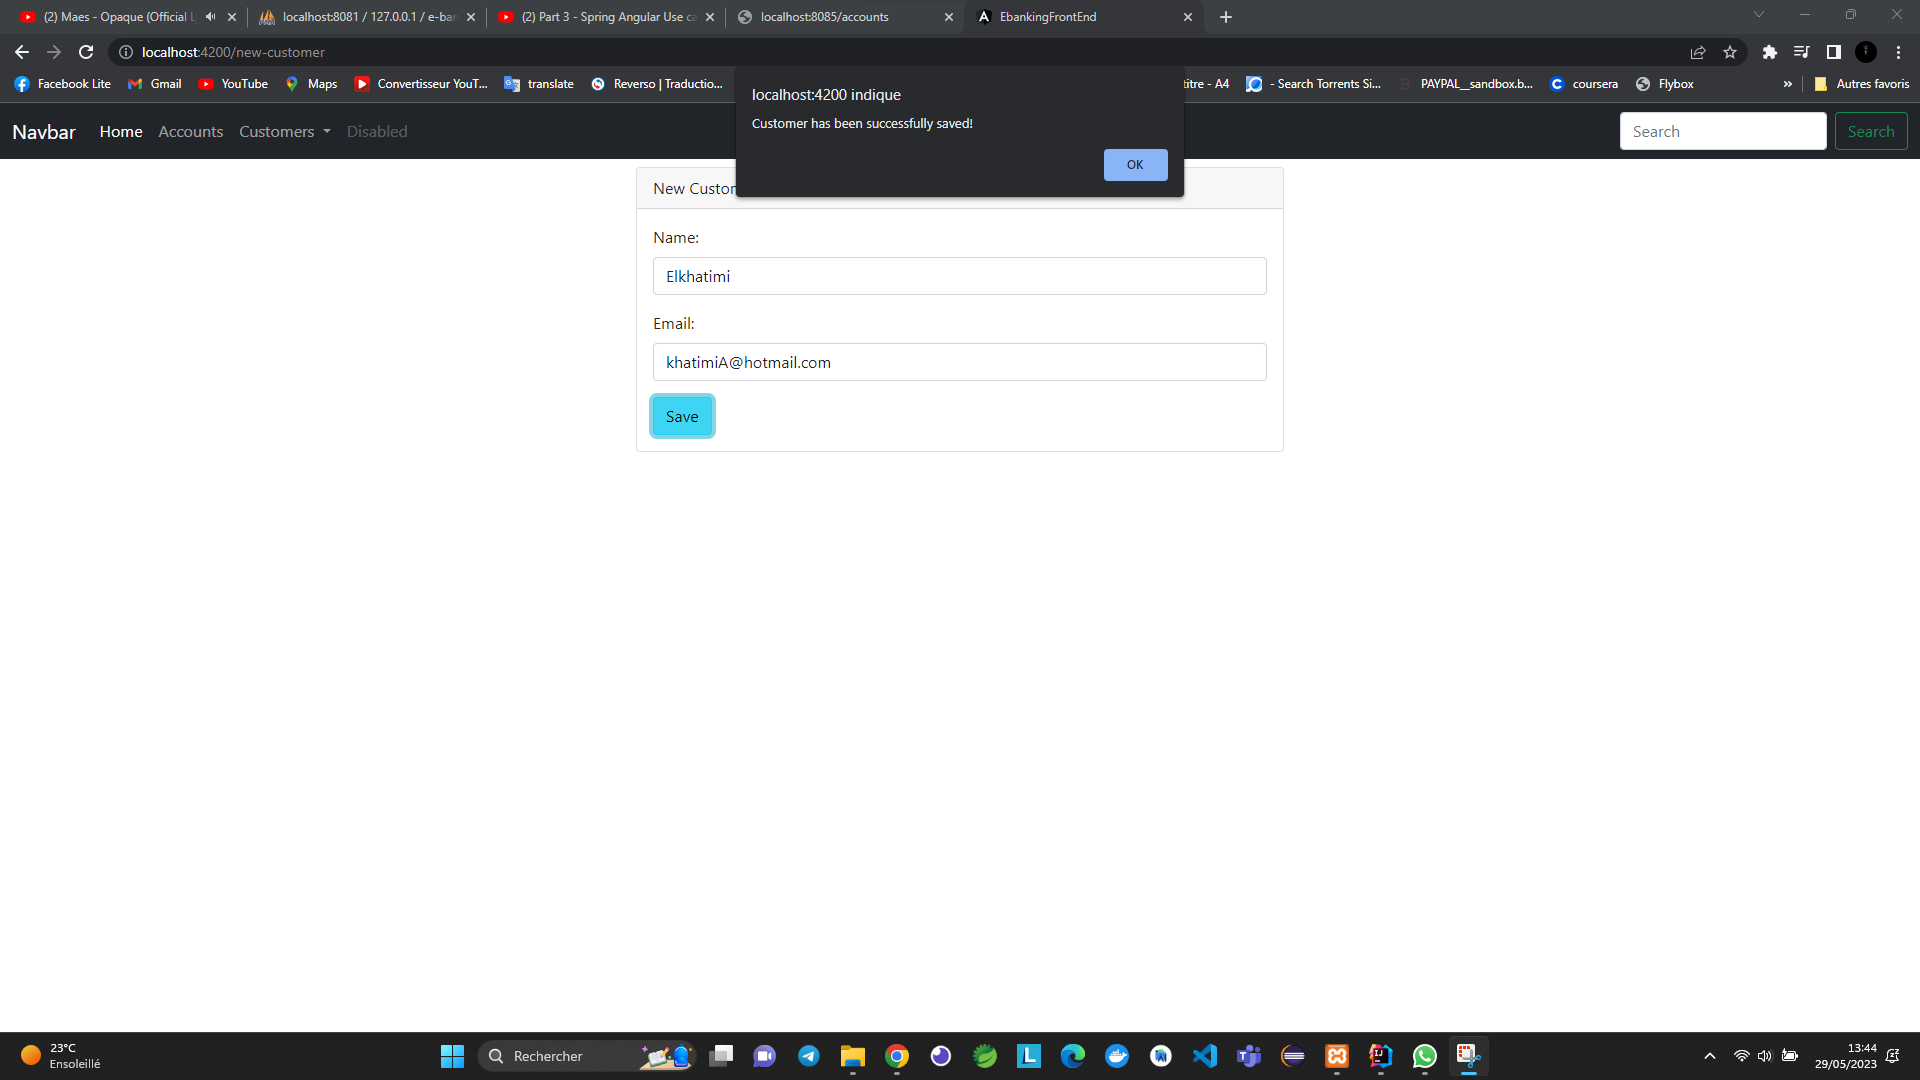 (2) Maes - Opaque (Official L
localhost:8081 / 127.0.0.1 / e-ban
(2) Part 3 - Spring Angular Use ca
localhost:8085/accounts
EbankingFrontEnd
localhost:4200/new-customer
Facebook Lite
Gmail
YouTube
Maps
Convertisseur YouT...
translate
Reverso | Traductio...
titre - A4
- Search Torrents Si...
PAYPAL_sandbox.b...
coursera
Flybox
»
Autres favoris
localhost:4200 indique
Customer has been successfully saved!
OK
Navbar
Home
Accounts
Customers
Disabled
Search
Search
New Custom
Name:
Elkhatimi
Email:
khatimiA@hotmail.com
Save
23°C
Ensoleillé
Rechercher
13:44
29/05/2023